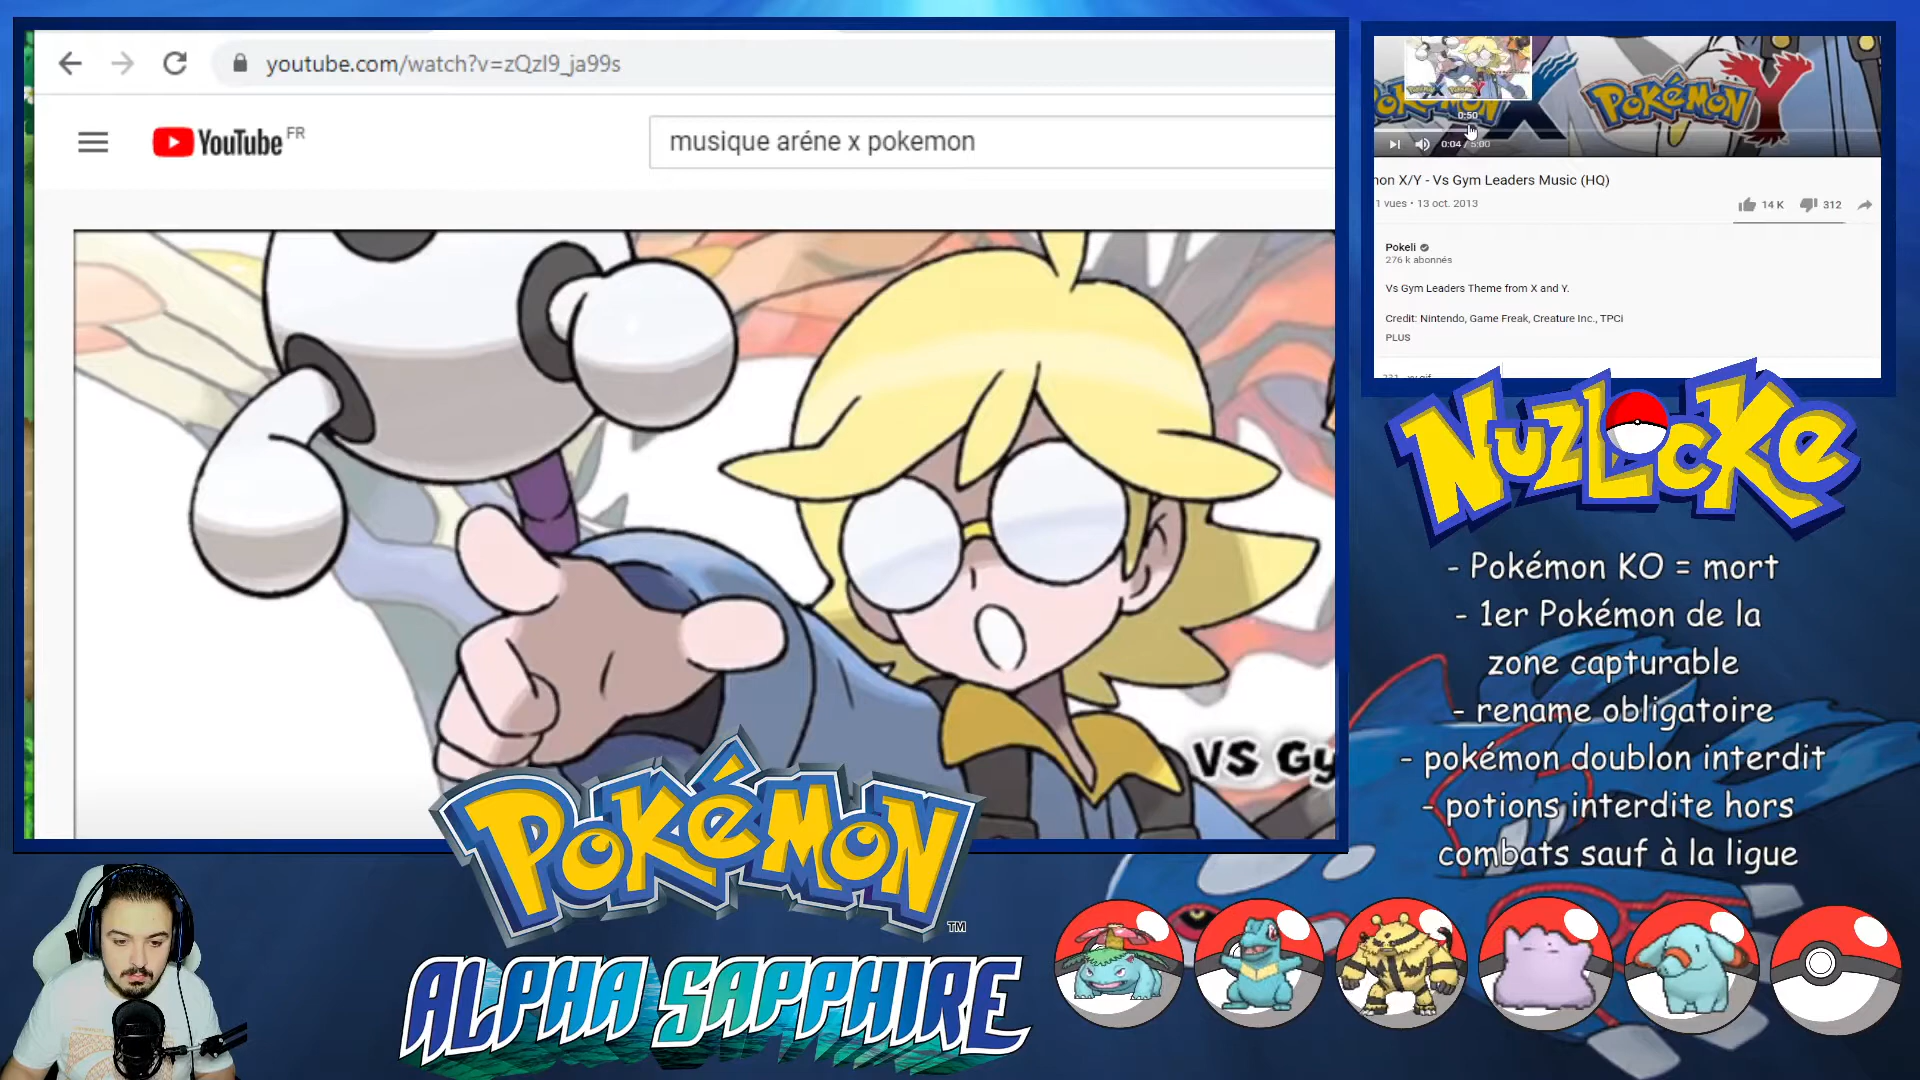 youtube.com/watch?v=zQzI9_ja99s
YouTube FR
musique aréne x pokemon
VS Gy
POKÉMON
TM
ALPHA SAPPHIRE
POKÉMON
0:50
0:04 / 5:00
non X/Y - Vs Gym Leaders Music (HQ)
1 vues • 13 oct. 2013
14 K
312
Pokeli
276 k abonnés
Vs Gym Leaders Theme from X and Y.
Credit: Nintendo, Game Freak, Creature Inc., TPCi
PLUS
NUZLOCKE
- Pokémon KO = mort
- 1er Pokémon de la
zone capturable
- rename obligatoire
- pokémon doublon interdit
- potions interdite hors
combats sauf à la ligue